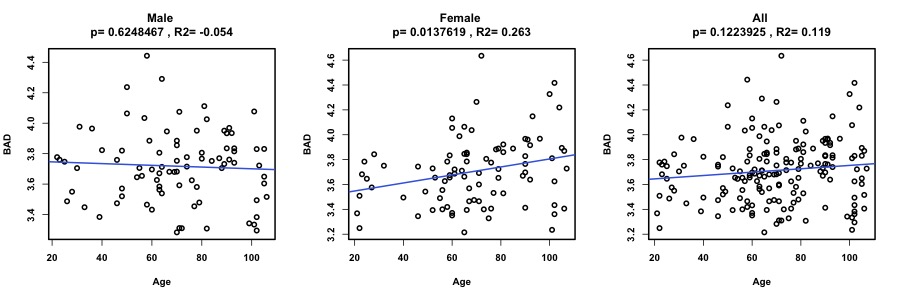 Male
p= 0.6248467 , R2= -0.054
BAD
4.4
4.2
4.0
3.8
3.6
3.4
20 40 60 80 100
Age
Female
p= 0.0137619 , R2= 0.263
BAD
4.6
4.4
4.2
4.0
3.8
3.6
3.4
3.2
20 40 60 80 100
Age
All
p= 0.1223925 , R2= 0.119
BAD
4.6
4.4
4.2
4.0
3.8
3.6
3.4
3.2
20 40 60 80 100
Age